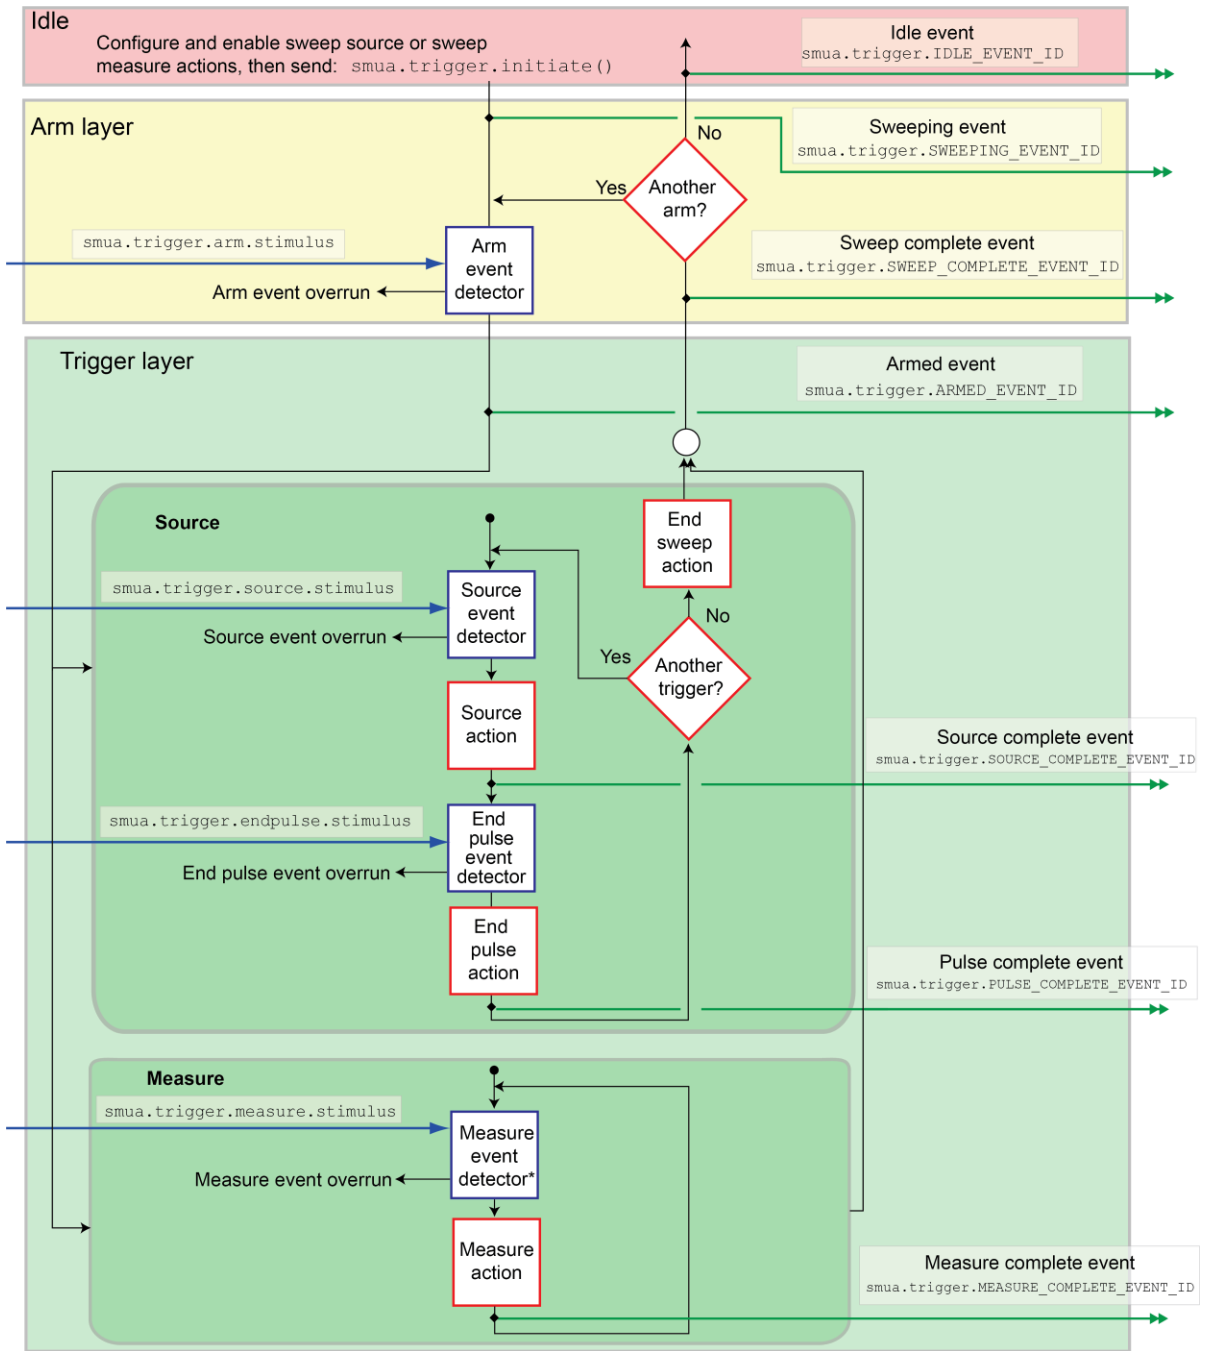 Idle
Configure and enable sweep source or sweep
measure actions, then send: smua.trigger.initiate()
Idle event
smua.trigger.IDLE_EVENT_ID
Arm layer
No
Sweeping event
smua.trigger.SWEEPING_EVENT_ID
Yes
Another
arm?
smua.trigger.arm.stimulus
Arm
event
detector
Arm event overrun
Sweep complete event
smua.trigger.SWEEP_COMPLETE_EVENT_ID
Trigger layer
Armed event
smua.trigger.ARMED_EVENT_ID
Source
End
sweep
action
smua.trigger.source.stimulus
Source
event
detector
Source event overrun
No
Yes
Another
trigger?
Source
action
Source complete event
smua.trigger.SOURCE_COMPLETE_EVENT_ID
smua.trigger.endpulse.stimulus
End
pulse
event
detector
End pulse event overrun
End
pulse
action
Pulse complete event
smua.trigger.PULSE_COMPLETE_EVENT_ID
Measure
smua.trigger.measure.stimulus
Measure
event
detector*
Measure event overrun
Measure
action
Measure complete event
smua.trigger.MEASURE_COMPLETE_EVENT_ID